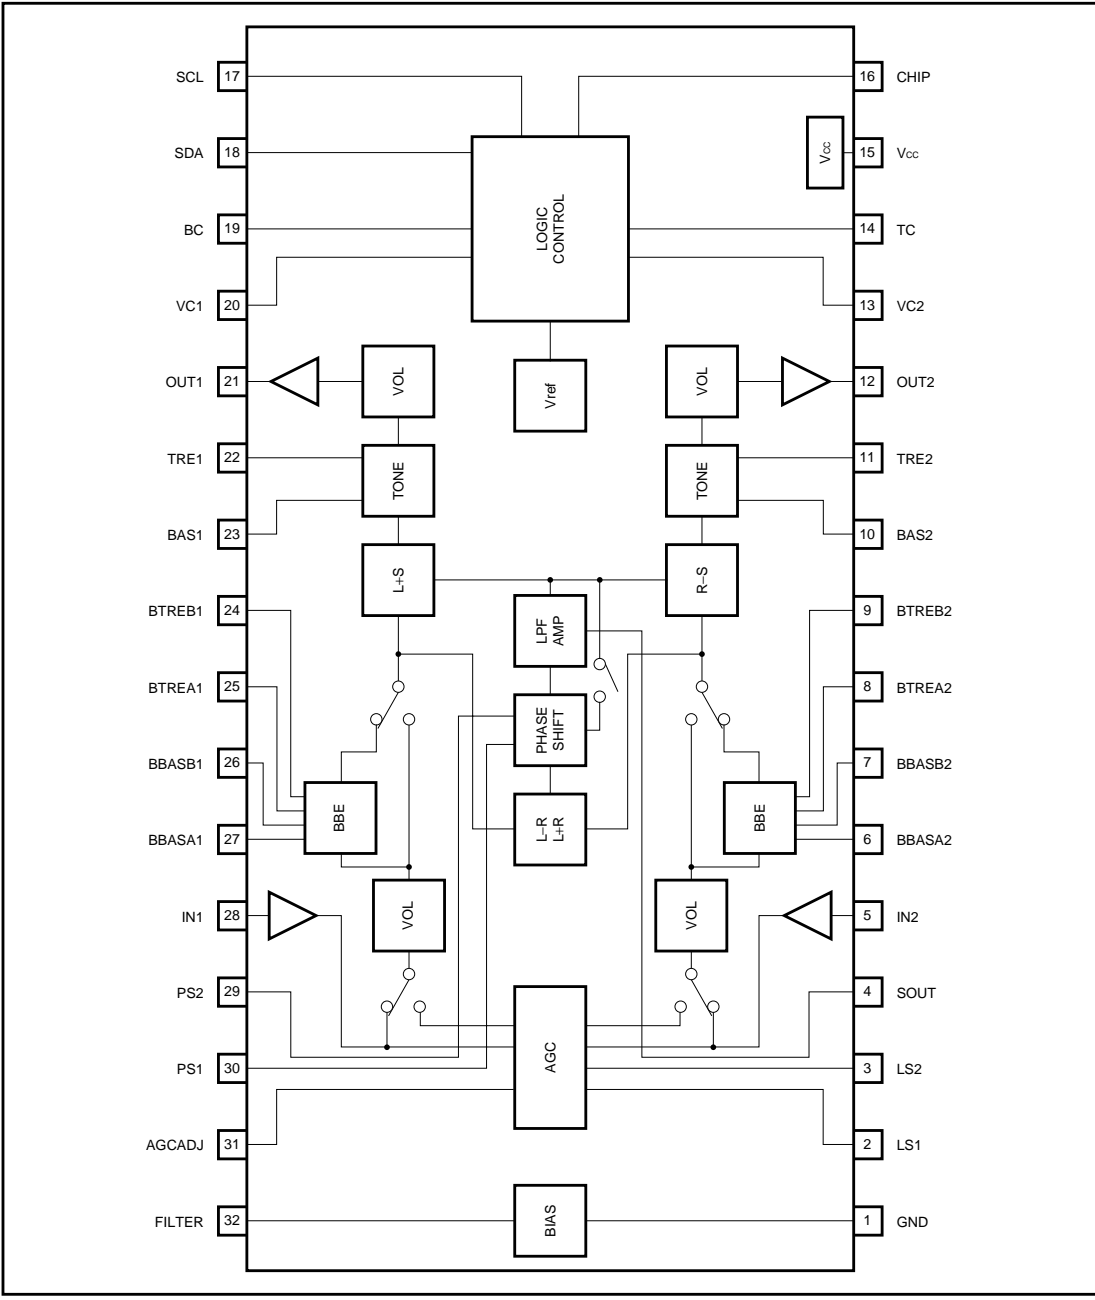 SCL 17 16 CHIP
SDA 18 Vcc 15 Vcc
BC 19 LOGIC CONTROL 14 TC
VC1 20 13 VC2
OUT1 21 VOL Vref VOL 12 OUT2
TRE1 22 TONE TONE 11 TRE2
BAS1 23 10 BAS2
L+S R−S
BTREB1 24 LPF AMP 9 BTREB2
BTREA1 25 8 BTREA2
PHASE SHIFT
BBASB1 26 7 BBASB2
BBE L−R L+R BBE
BBASA1 27 6 BBASA2
IN1 28 VOL VOL 5 IN2
PS2 29 4 SOUT
PS1 30 AGC 3 LS2
AGCADJ 31 2 LS1
FILTER 32 BIAS 1 GND